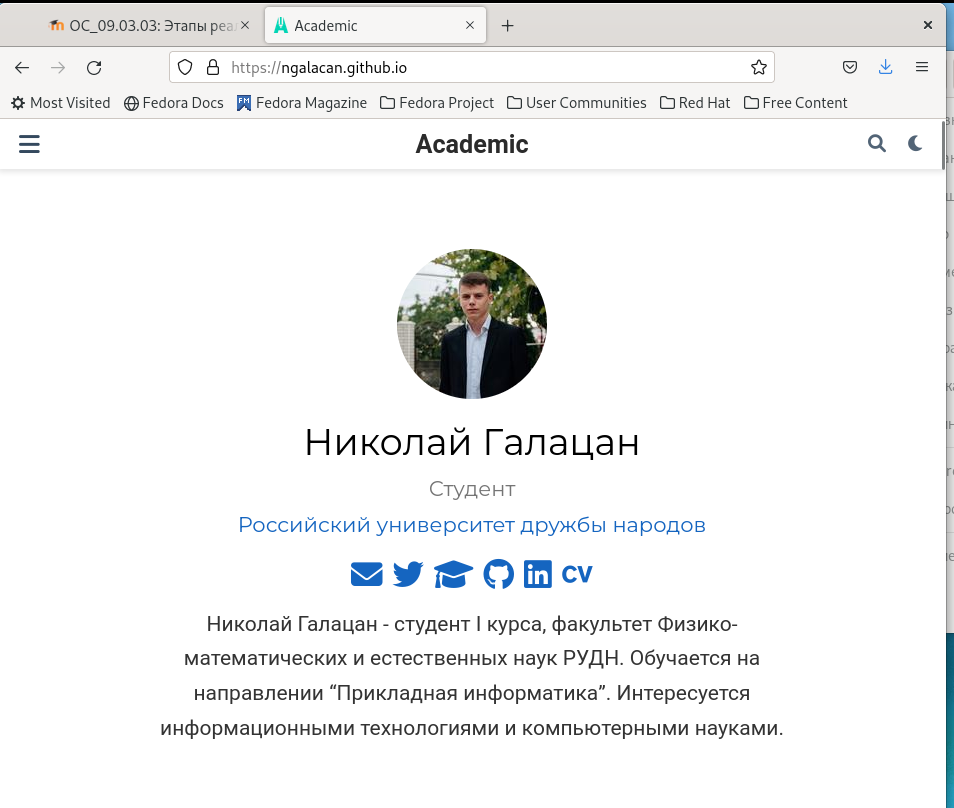 ОС_09.03.03: Этапы реа
Academic
https://ngalacan.github.io
Most Visited
Fedora Docs
FM
Fedora Magazine
Fedora Project
User Communities
Red Hat
Free Content
Academic
Николай Галацан
Студент
Российский университет дружбы народов
CV
Николай Галацан - студент I курса, факультет Физико-
математических и естественных наук РУДН. Обучается на
направлении “Прикладная информатика”. Интересуется
информационными технологиями и компьютерными науками.